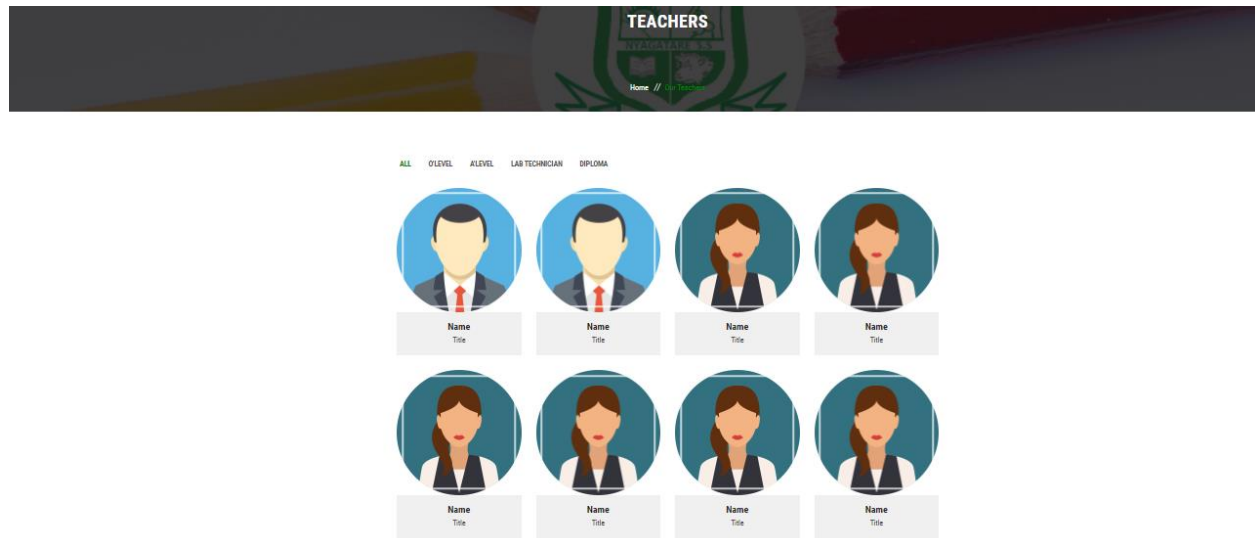 TEACHERS
NYAGATARE S.S
Home // Our Teachers
ALL O'LEVEL A'LEVEL LAB TECHNICIAN DIPLOMA
Name Name Name Name
Title Title Title Title
Name Name Name Name
Title Title Title Title